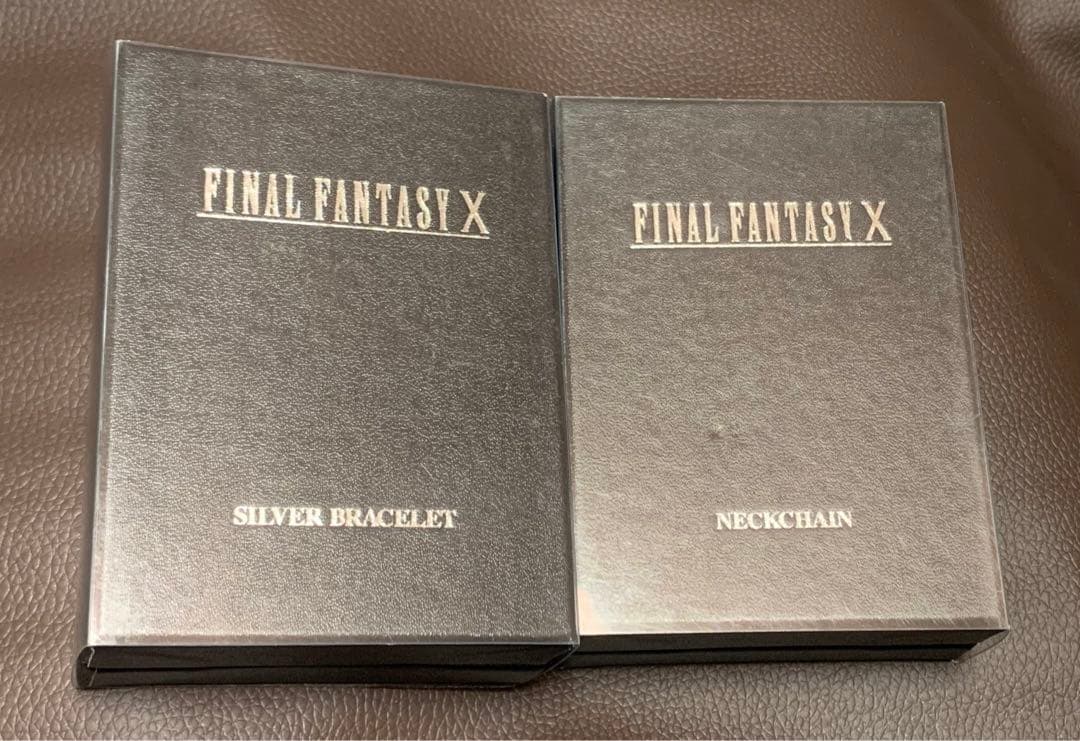 FINAL FANTASY X
SILVER BRACELET
FINAL FANTASY X
NECKCHAIN